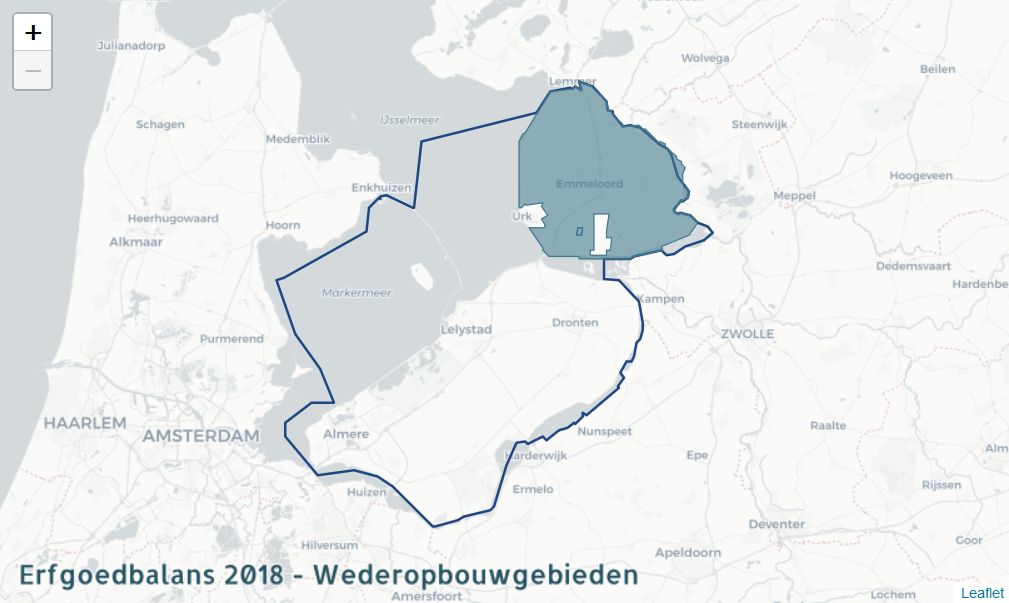 +
−
Julianadorp
Lemmer
Wolvega
Beilen
Schagen
IJsselmeer
Steenwijk
Medemblik
Hoogeveen
Emmeloord
Enkhuizen
Meppel
Heerhugowaard
Urk
Hoorn
Alkmaar
Dedemsvaart
Hardenbe
Markermeer
Kampen
Lelystad
Dronten
ZWOLLE
Purmerend
HAARLEM
AMSTERDAM
Almere
Nunspeet
Raalte
Harderwijk
Epe
Alm
Huizen
Ermelo
Rijssen
Deventer
Hilversum
Goor
Apeldoorn
Erfgoedbalans 2018 - Wederopbouwgebieden
Amersfoort
Lochem
Leaflet